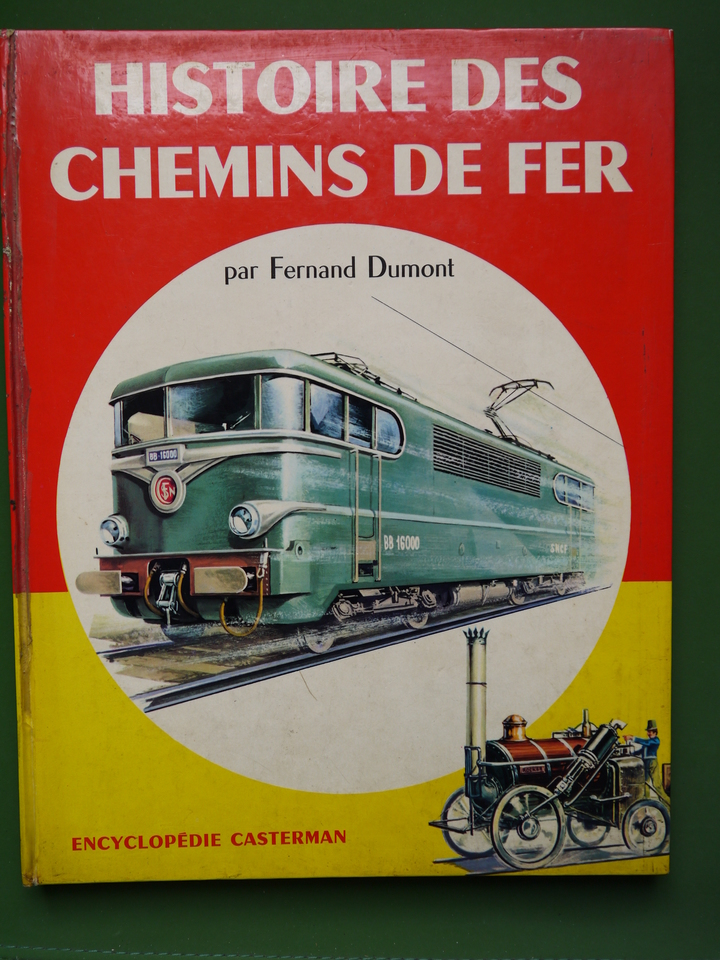 HISTOIRE DES
CHEMINS DE FER
par Fernand Dumont
BB-16000
BB 16000
SNCF
ENCYCLOPÉDIE CASTERMAN